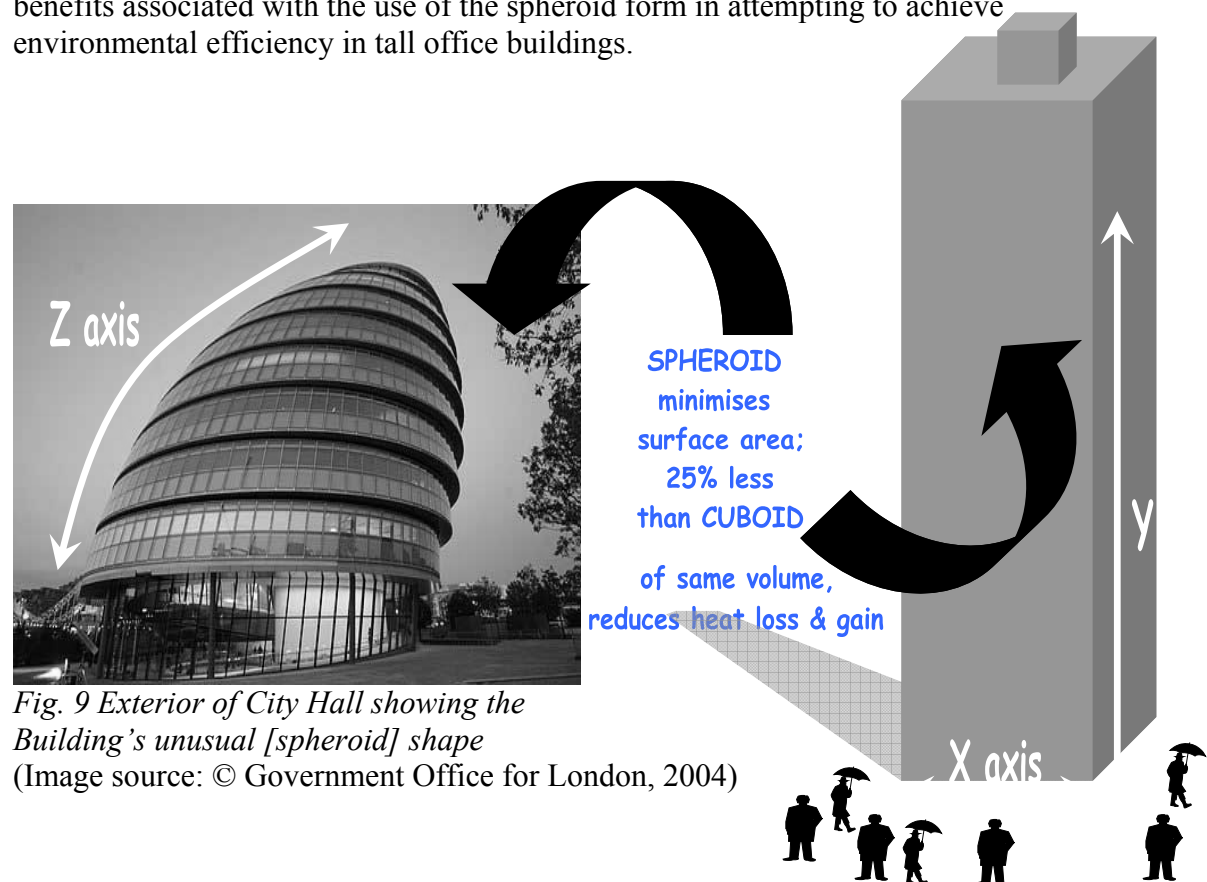 benefits associated with the use of the spheroid form in attempting to achieve
environmental efficiency in tall office buildings.
Z axis
SPHEROID
minimises
surface area;
25% less
than CUBOID
of same volume,
reduces heat loss & gain
y
X axis
Fig. 9 Exterior of City Hall showing the
Building’s unusual [spheroid] shape
(Image source: © Government Office for London, 2004)